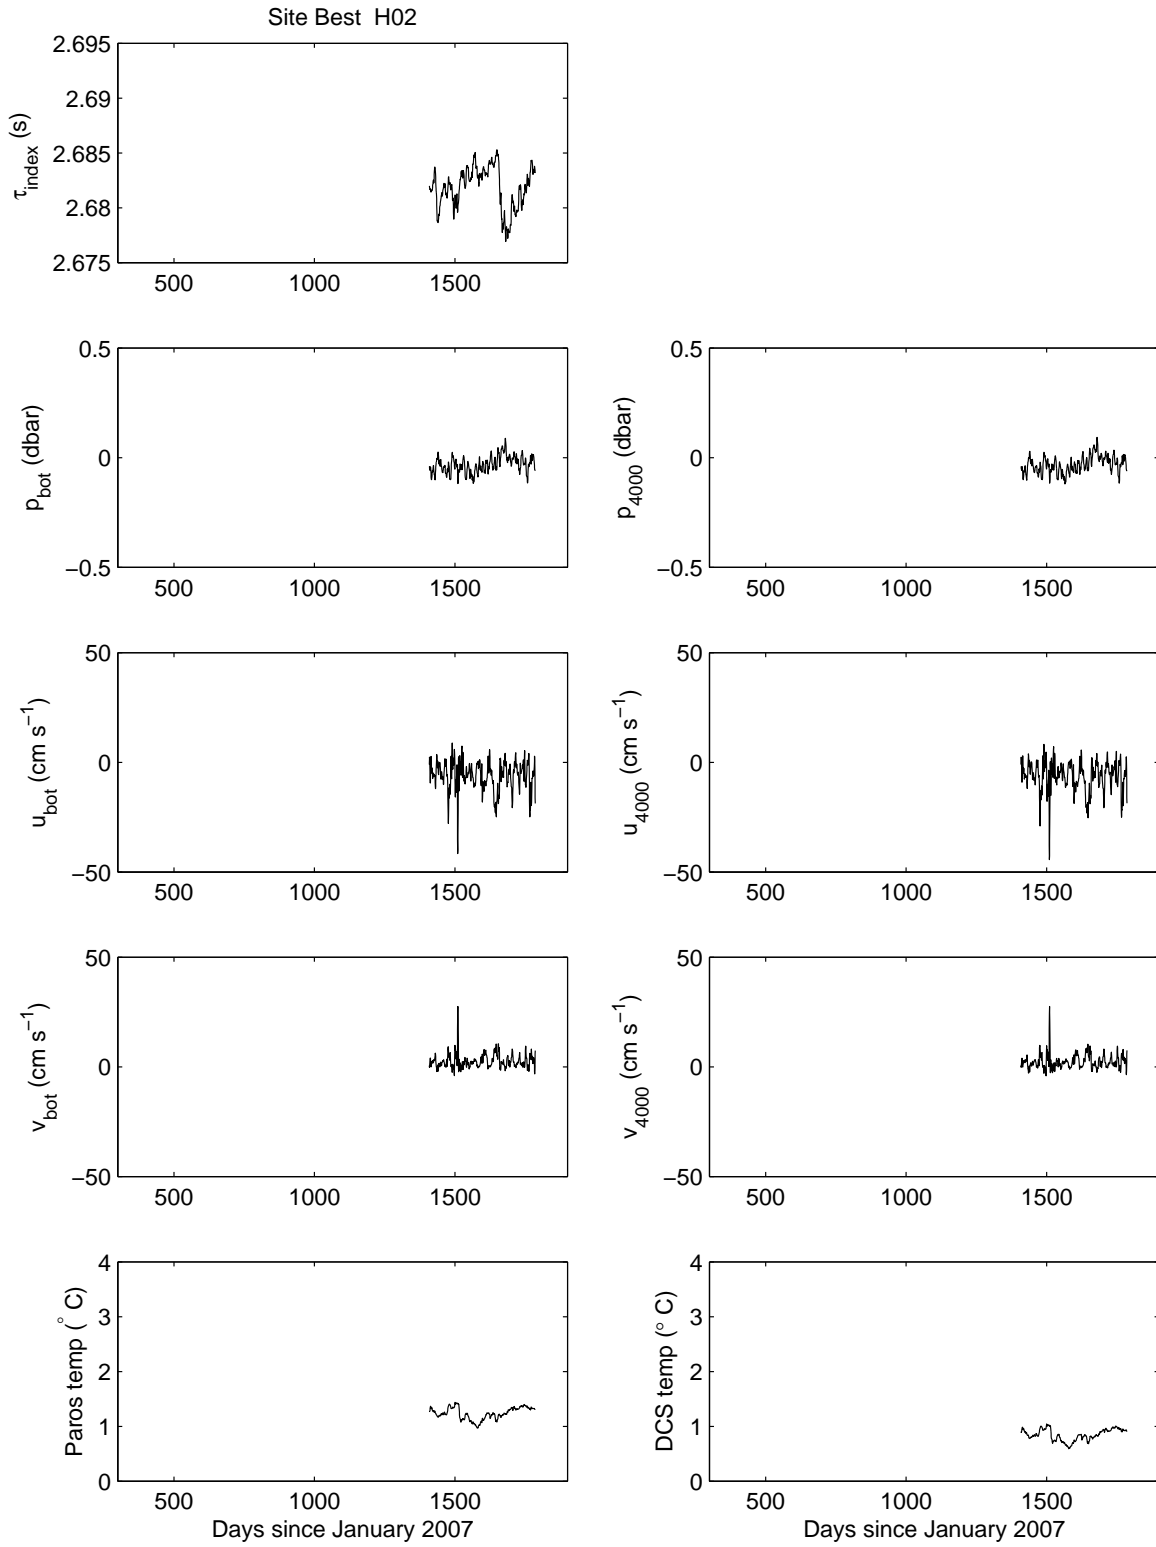 Site Best H02
2.695
2.69
2.685
2.68
2.675
τindex (s)
500 1000 1500
0.5
0
−0.5
pbot (dbar)
500 1000 1500
0.5
0
−0.5
p4000 (dbar)
500 1000 1500
50
0
−50
ubot (cm s−1)
500 1000 1500
50
0
−50
u4000 (cm s−1)
500 1000 1500
50
0
−50
vbot (cm s−1)
500 1000 1500
50
0
−50
v4000 (cm s−1)
500 1000 1500
4
3
2
1
0
Paros temp (° C)
500 1000 1500
Days since January 2007
4
3
2
1
0
DCS temp (° C)
500 1000 1500
Days since January 2007